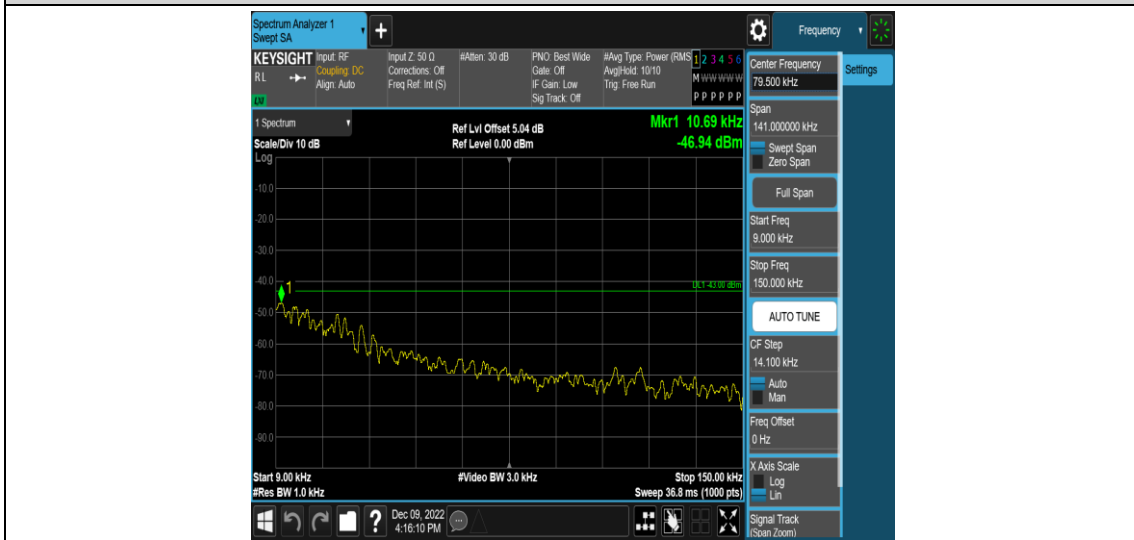 Spectrum Analyzer 1
Swept SA
Frequency
KEYSIGHT
RL
LXI
Input: RF
Coupling: DC
Align: Auto
Input Z: 50 Ω
Corrections: Off
Freq Ref: Int (S)
#Atten: 30 dB
PNO: Best Wide
Gate: Off
IF Gain: Low
Sig Track: Off
#Avg Type: Power (RMS
Avg|Hold: 10/10
Trig: Free Run
1 2 3 4 5 6
M W W W W W
P P P P P P
Center Frequency
79.500 kHz
Settings
1 Spectrum
Scale/Div 10 dB
Ref Lvl Offset 5.04 dB
Ref Level 0.00 dBm
Mkr1 10.69 kHz
-46.94 dBm
Log
-10.0
-20.0
-30.0
-40.0
-50.0
-60.0
-70.0
-80.0
-90.0
1
DL1 -43.00 dBm
Start 9.00 kHz
#Res BW 1.0 kHz
#Video BW 3.0 kHz
Stop 150.00 kHz
Sweep 36.8 ms (1000 pts)
Span
141.000000 kHz
Swept Span
Zero Span
Full Span
Start Freq
9.000 kHz
Stop Freq
150.000 kHz
AUTO TUNE
CF Step
14.100 kHz
Auto
Man
Freq Offset
0 Hz
X Axis Scale
Log
Lin
Signal Track
(Span Zoom)
Dec 09, 2022
4:16:10 PM